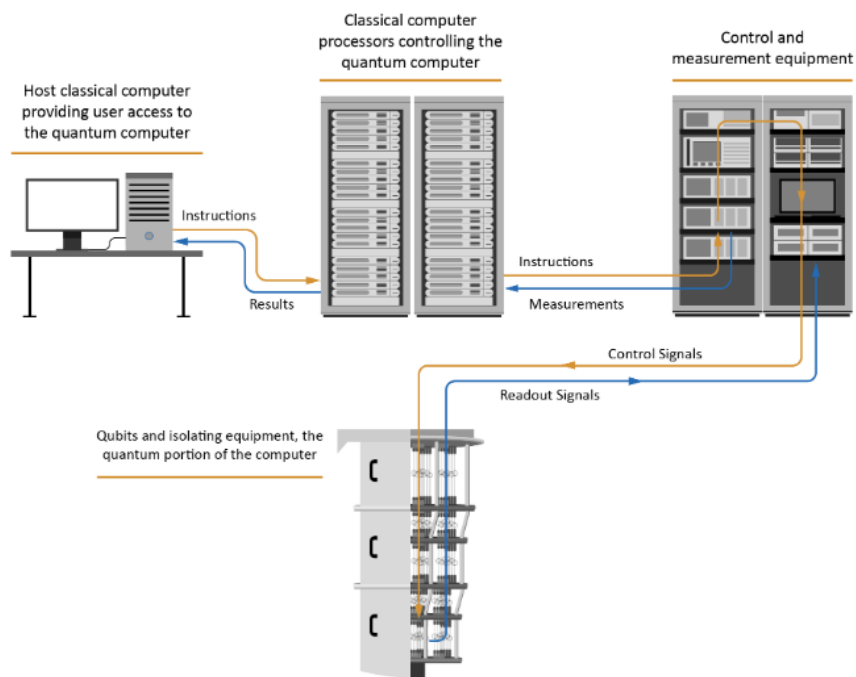 Classical computer
processors controlling the
quantum computer
Control and
measurement equipment
Host classical computer
providing user access to
the quantum computer
Instructions
Results
Instructions
Measurements
Control Signals
Readout Signals
Qubits and isolating equipment, the
quantum portion of the computer